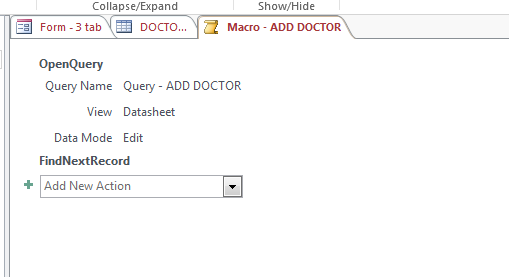 Collapse/Expand Show/Hide
Form - 3 tab DOCTO... Macro - ADD DOCTOR
OpenQuery
Query Name Query - ADD DOCTOR
View Datasheet
Data Mode Edit
FindNextRecord
Add New Action